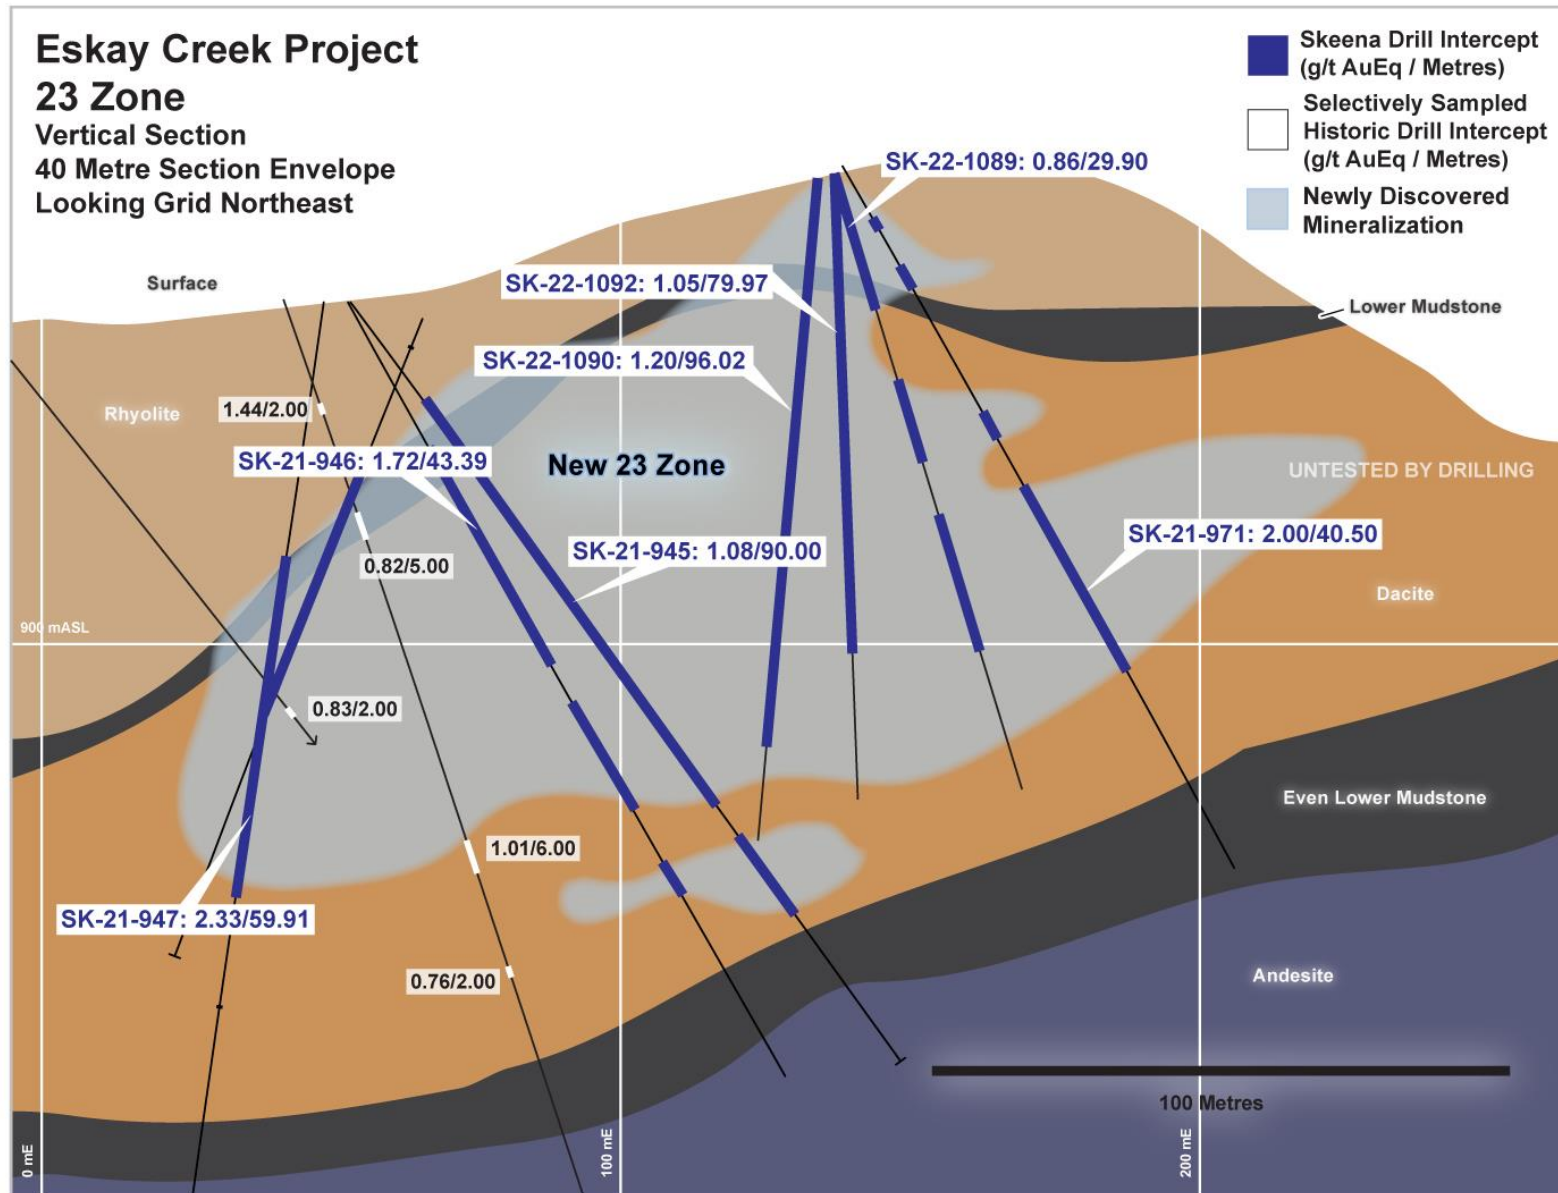 Eskay Creek Project
23 Zone
Vertical Section
40 Metre Section Envelope
Looking Grid Northeast
Skeena Drill Intercept
(g/t AuEq / Metres)
Selectively Sampled
Historic Drill Intercept
(g/t AuEq / Metres)
Newly Discovered
Mineralization
SK-22-1089: 0.86/29.90
Surface
SK-22-1092: 1.05/79.97
Lower Mudstone
SK-22-1090: 1.20/96.02
Rhyolite
1.44/2.00
SK-21-946: 1.72/43.39
New 23 Zone
UNTESTED BY DRILLING
SK-21-971: 2.00/40.50
SK-21-945: 1.08/90.00
0.82/5.00
Dacite
900 mASL
0.83/2.00
Even Lower Mudstone
1.01/6.00
SK-21-947: 2.33/59.91
0.76/2.00
Andesite
100 Metres
0 mE
100 mE
200 mE